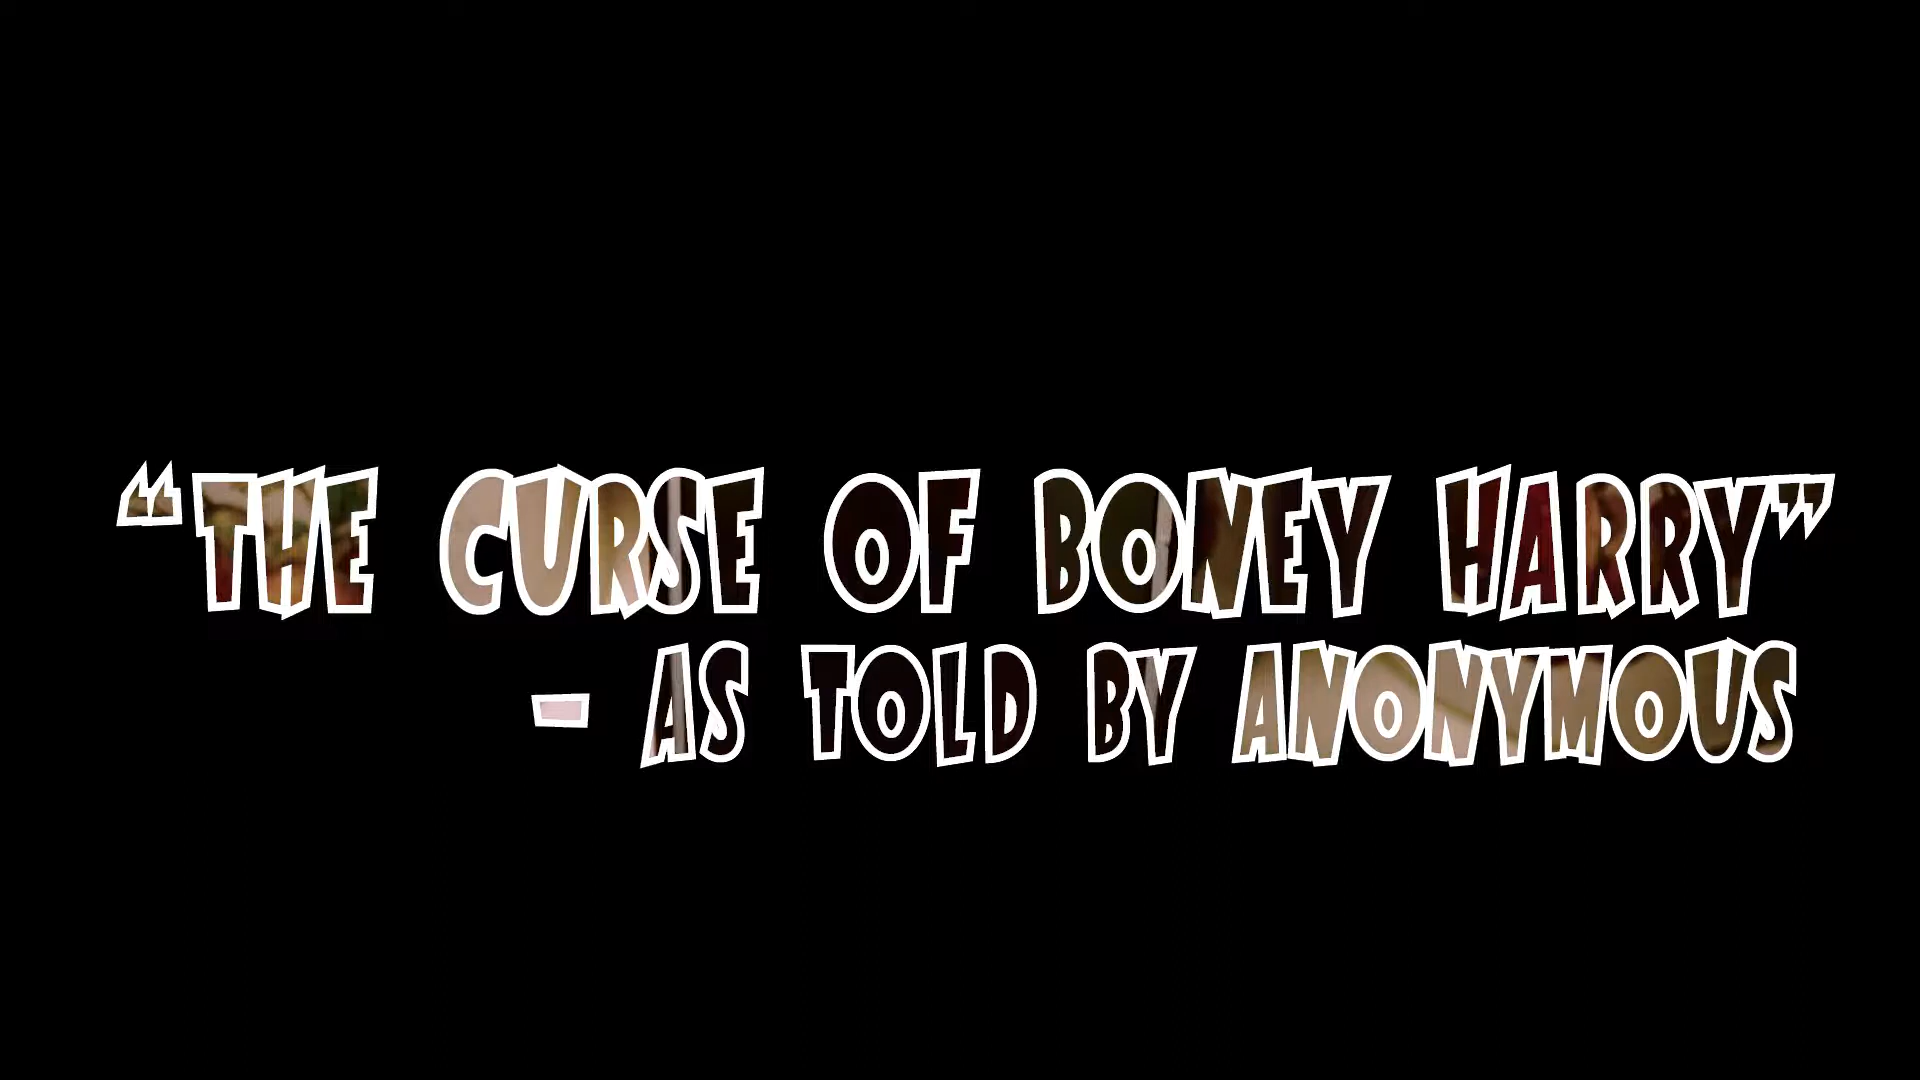 “THE CURSE OF BONEY HARRY”
- AS TOLD BY ANONYMOUS